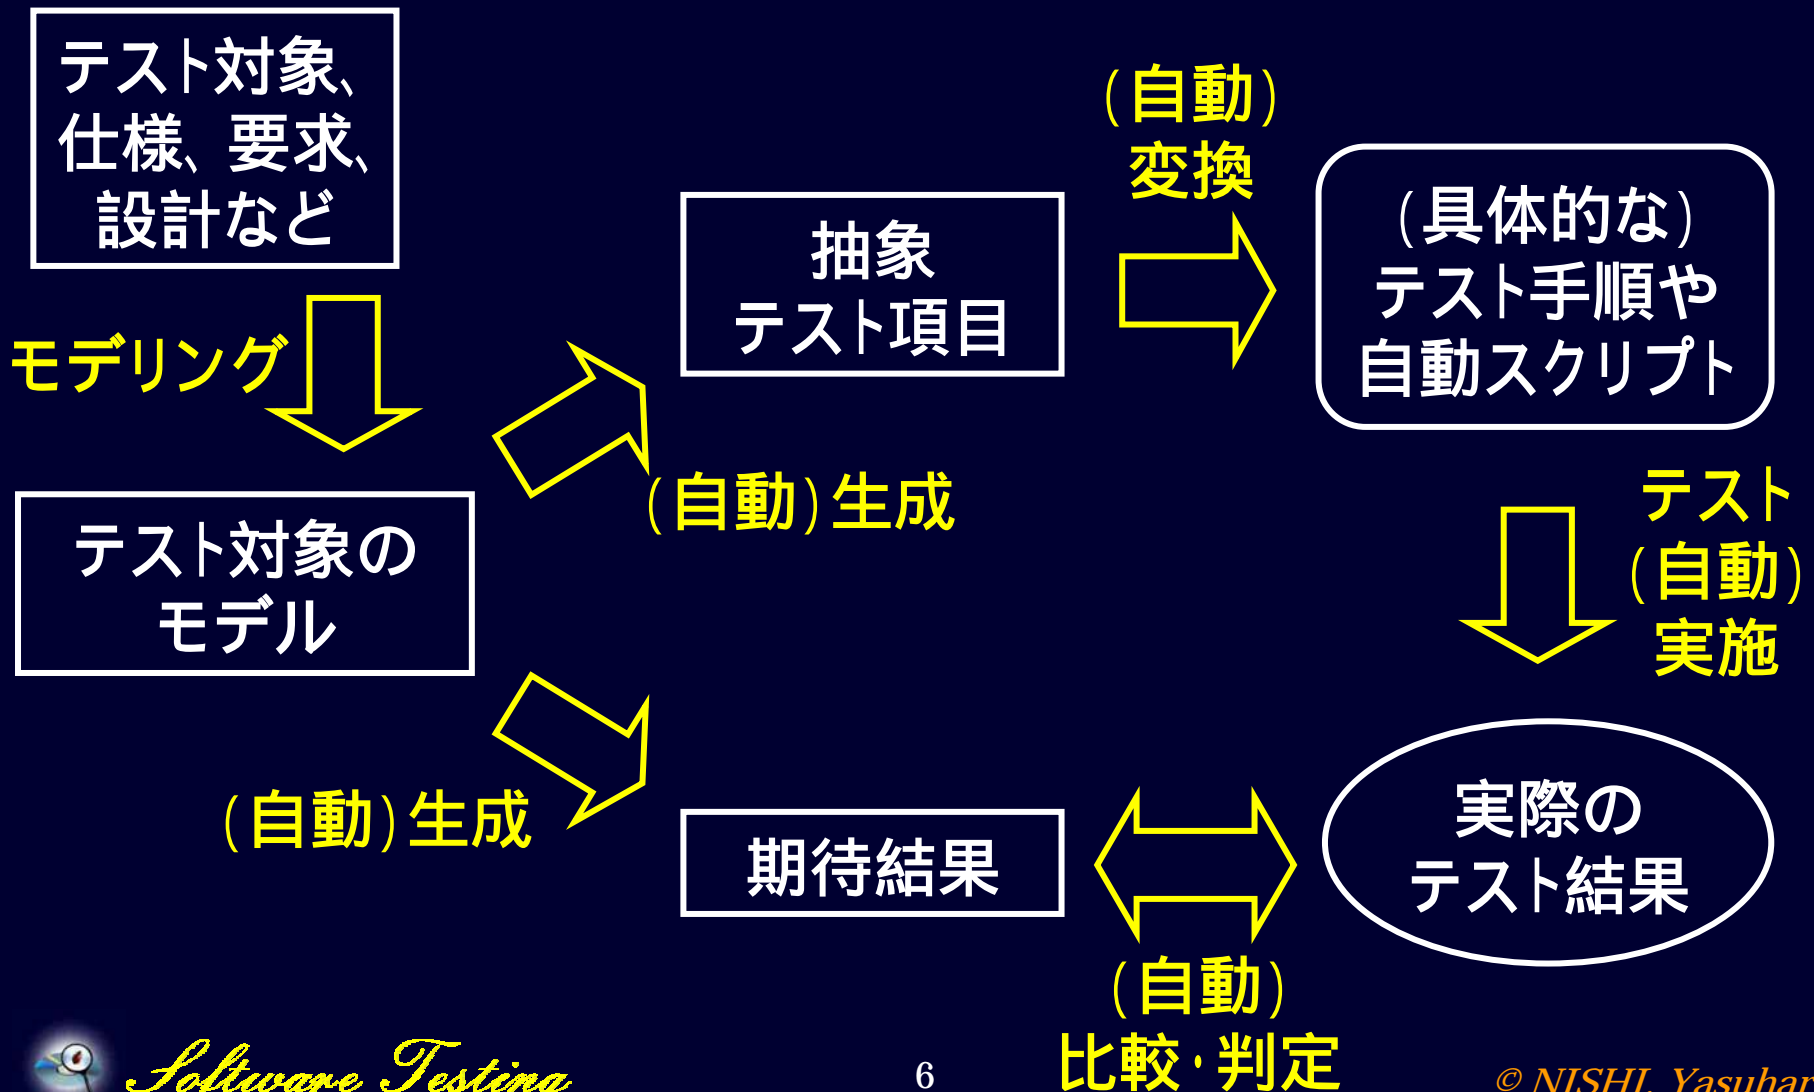 テスト対象、
仕様、要求、
設計など
モデリング
テスト対象の
モデル
(自動)生成
抽象
テスト項目
(自動)
変換
(具体的な)
テスト手順や
自動スクリプト
テスト
(自動)
実施
(自動)生成
期待結果
実際の
テスト結果
(自動)
比較・判定
Software Testing
6
© NISHI, Yasuhar